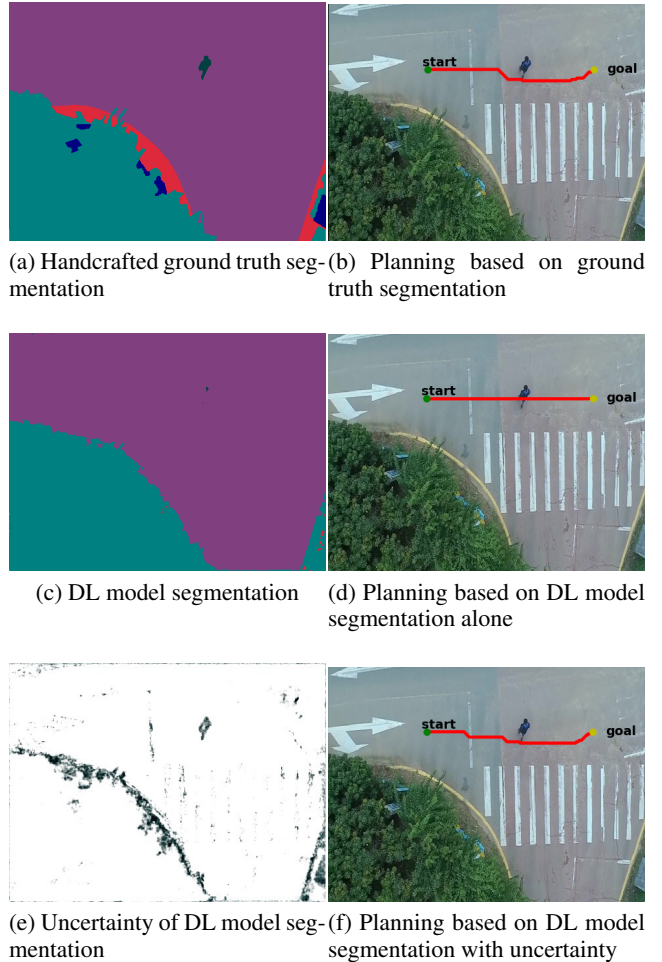 start
goal
(a) Handcrafted ground truth seg-
mentation
(b) Planning based on ground
truth segmentation
start
goal
(c) DL model segmentation
(d) Planning based on DL model
segmentation alone
start
goal
(e) Uncertainty of DL model seg-
mentation
(f) Planning based on DL model
segmentation with uncertainty